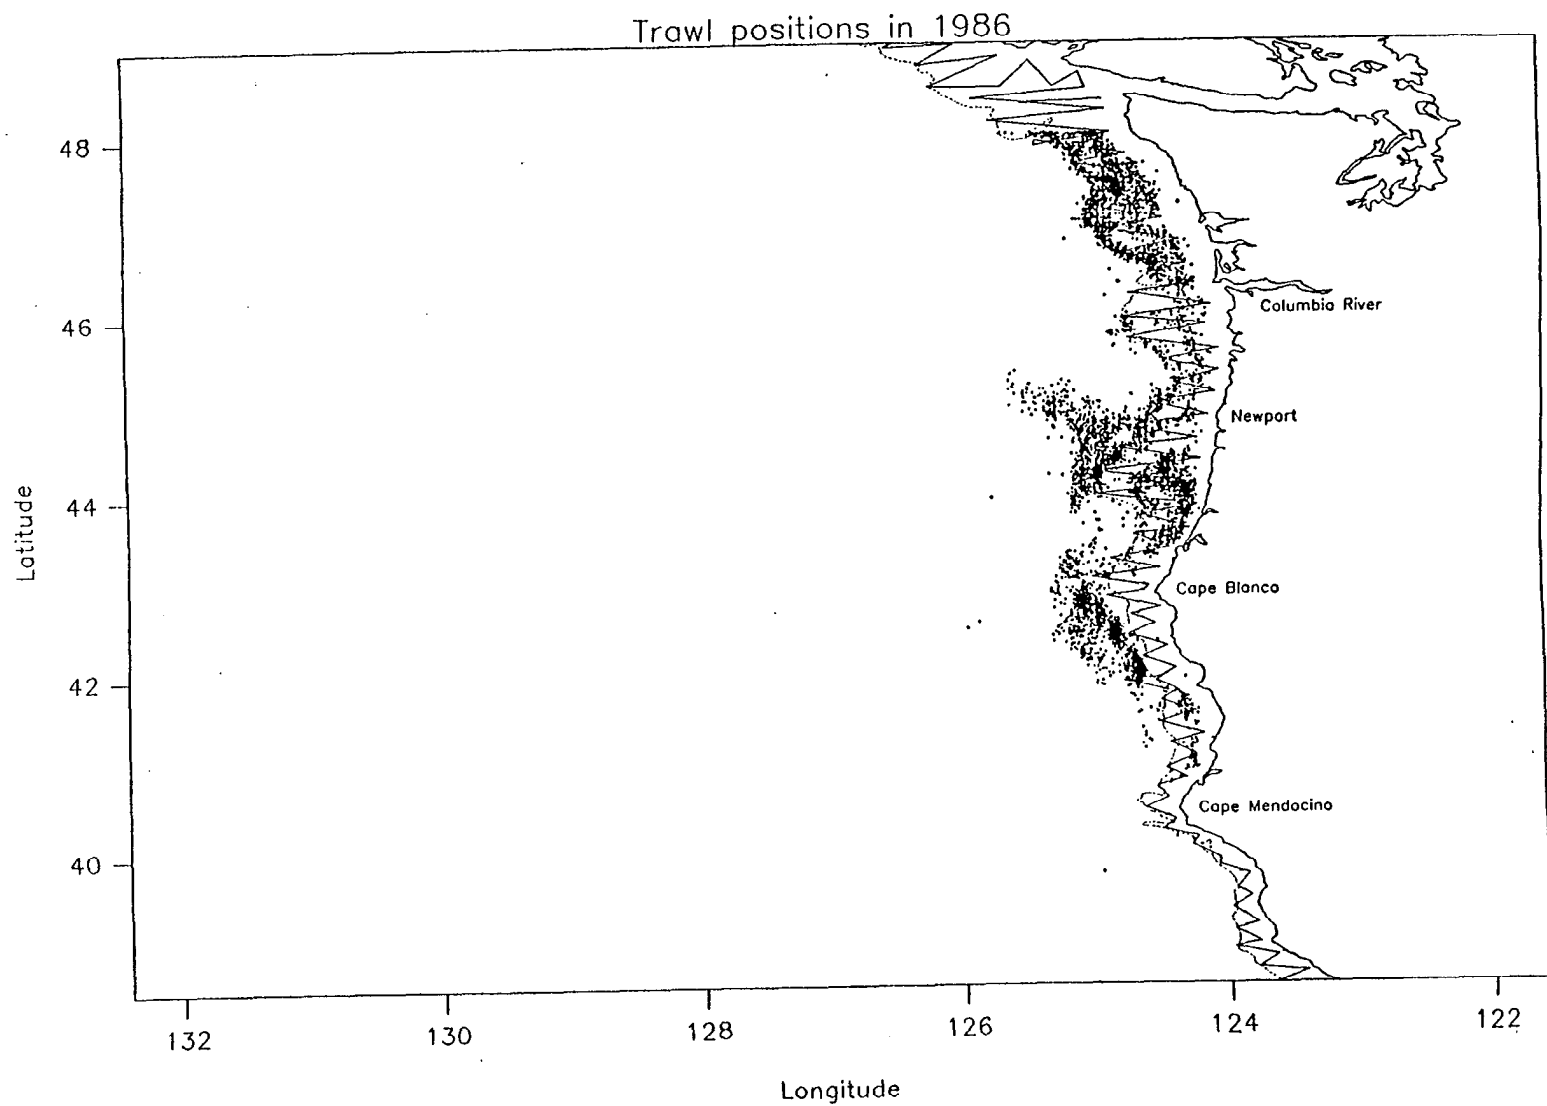 Trawl positions in 1986
48
Columbia River
46
Newport
44
Latitude
Cape Blanco
42
Cape Mendocino
40
132
130
128
126
124
122
Longitude